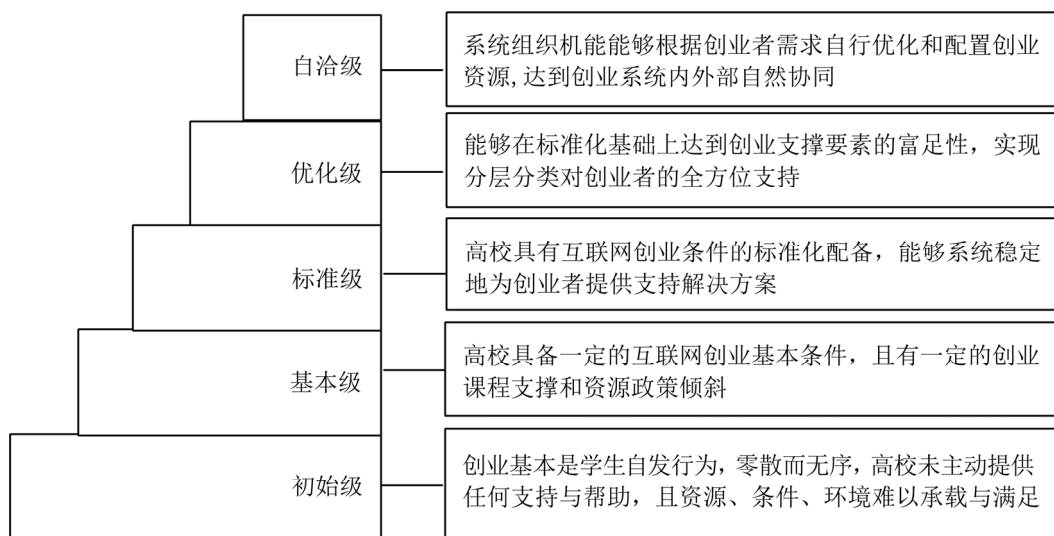 自洽级
系统组织机能能够根据创业者需求自行优化和配置创业
资源,达到创业系统内外部自然协同
优化级
能够在标准化基础上达到创业支撑要素的富足性，实现
分层分类对创业者的全方位支持
标准级
高校具有互联网创业条件的标准化配备，能够系统稳定
地为创业者提供支持解决方案
基本级
高校具备一定的互联网创业基本条件，且有一定的创业
课程支撑和资源政策倾斜
初始级
创业基本是学生自发行为，零散而无序，高校未主动提供
任何支持与帮助，且资源、条件、环境难以承载与满足